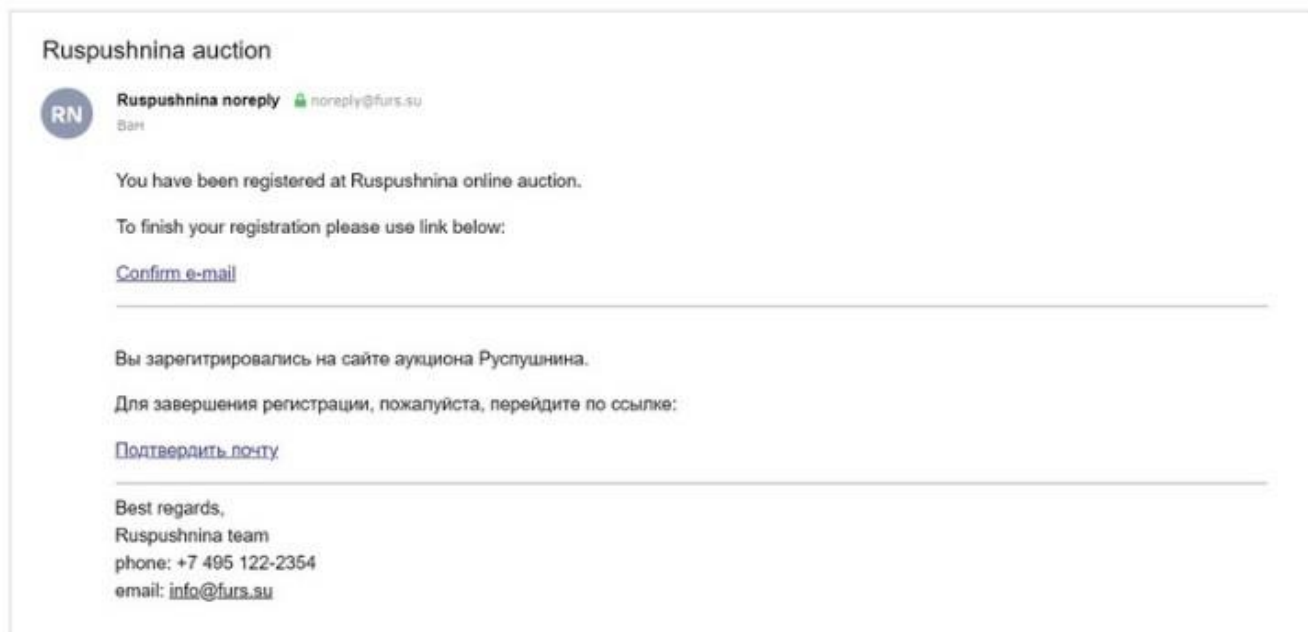 Ruspushnina auction
RN
Ruspushnina noreply noreply@furs.su
Вам
You have been registered at Ruspushnina online auction.
To finish your registration please use link below:
Confirm e-mail
Вы зарегитрировались на сайте аукциона Руспушнина.
Для завершения регистрации, пожалуйста, перейдите по ссылке:
Подтвердить почту
Best regards,
Ruspushnina team
phone: +7 495 122-2354
email: info@furs.su